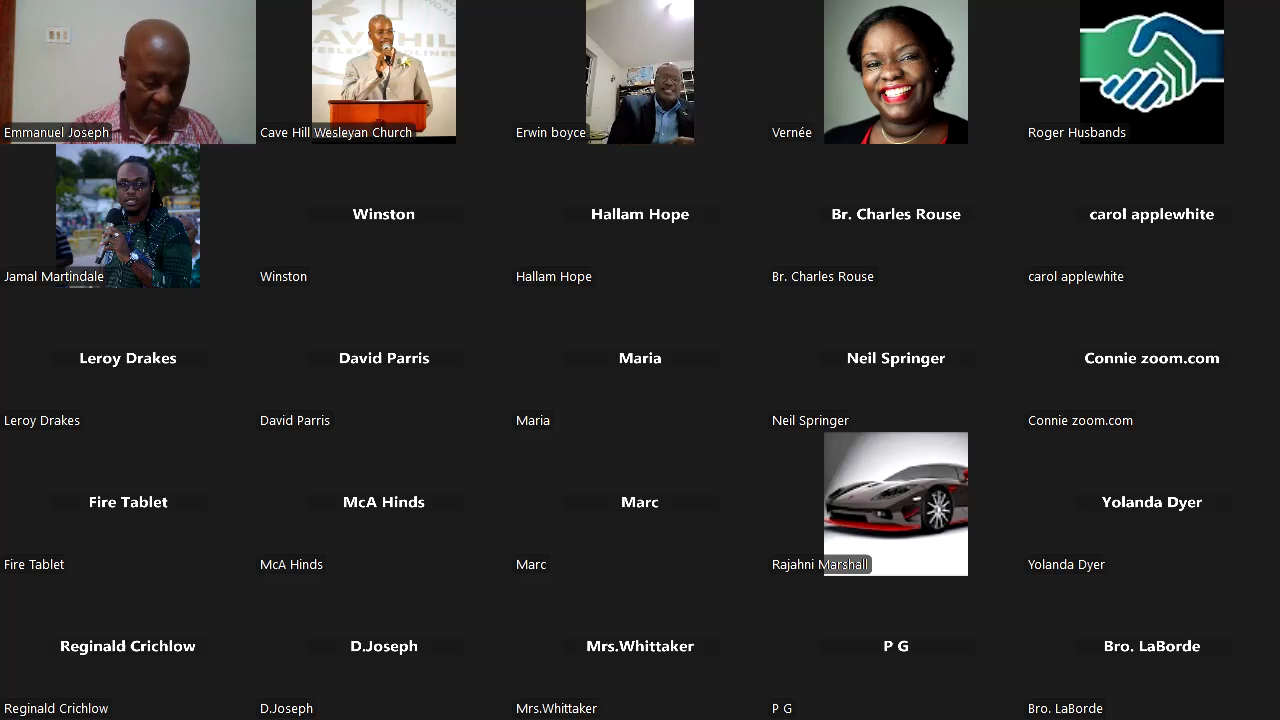 AVEHIL
Emmanuel Joseph
Cave Hill Wesleyan Church
Erwin boyce
Vernée
Roger Husbands
Winston
Hallam Hope
Br. Charles Rouse
carol applewhite
Jamal Martindale
Winston
Hallam Hope
Br. Charles Rouse
carol applewhite
Leroy Drakes
David Parris
Maria
Neil Springer
Connie zoom.com
Leroy Drakes
David Parris
Maria
Neil Springer
Connie zoom.com
Fire Tablet
McA Hinds
Marc
Yolanda Dyer
Fire Tablet
McA Hinds
Marc
Rajahni Marshall
Yolanda Dyer
Reginald Crichlow
D.Joseph
Mrs.Whittaker
P G
Bro. LaBorde
Reginald Crichlow
D.Joseph
Mrs.Whittaker
P G
Bro. LaBorde